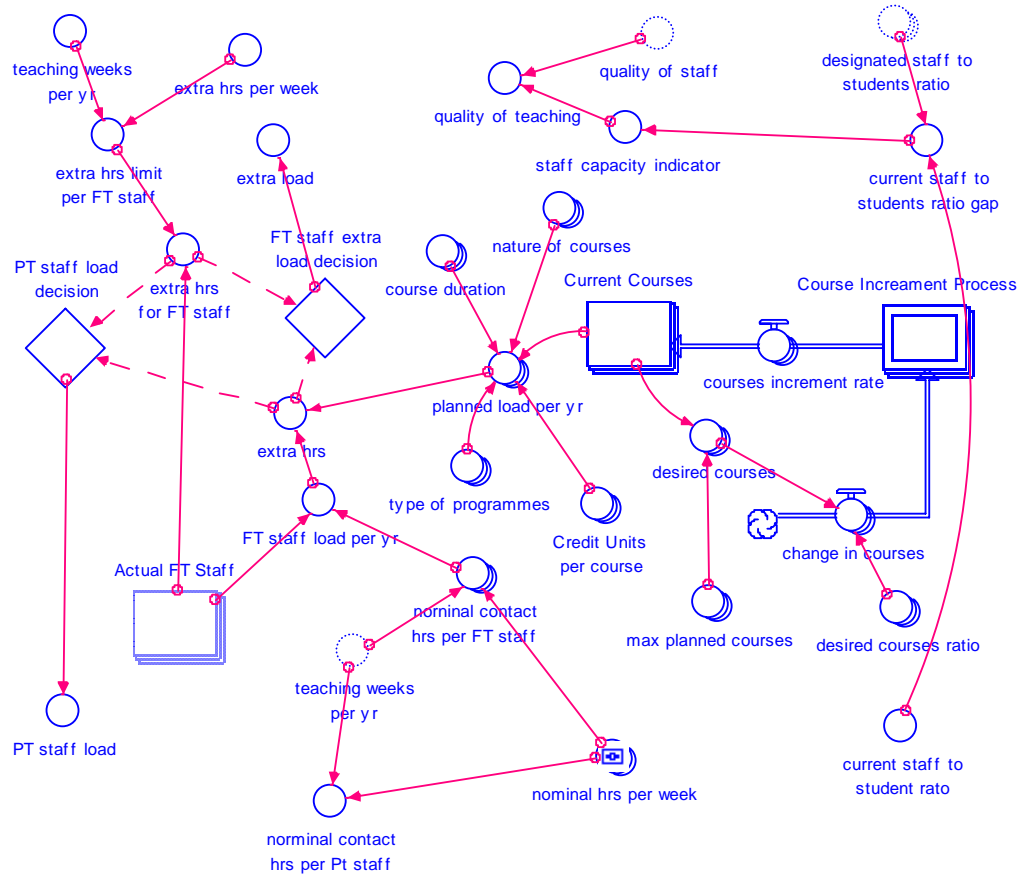 teaching weeks
per yr
extra hrs per week
quality of staff
designated staff to
students ratio
quality of teaching
staff capacity indicator
extra hrs limit
per FT staff
extra load
current staff to
students ratio gap
FT staff extra
load decision
nature of courses
PT staff load
decision
extra hrs
for FT staff
course duration
Current Courses
Course Increament Process
courses increment rate
planned load per yr
extra hrs
desired courses
type of programmes
FT staff load per yr
Credit Units
per course
change in courses
Actual FT Staff
norninal contact
hrs per FT staff
max planned courses
desired courses ratio
teaching weeks
per yr
PT staff load
current staff to
student rato
nominal hrs per week
norminal contact
hrs per Pt staff